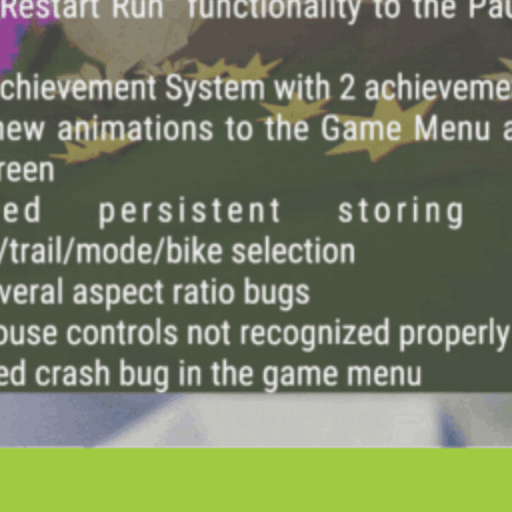 Restart Run" functionality to the Pau
chievement System with 2 achieveme
new animations to the Game Menu a
reen
ed persistent storing
/trail/mode/bike selection
veral aspect ratio bugs
ouse controls not recognized properly
ed crash bug in the game menu